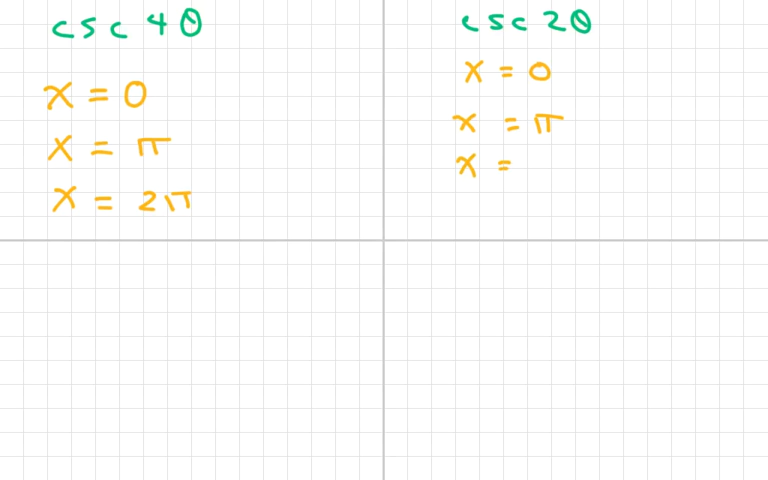 csc 4θ
x = 0
x = π
x = 2π
csc 2θ
x = 0
x = π
x =